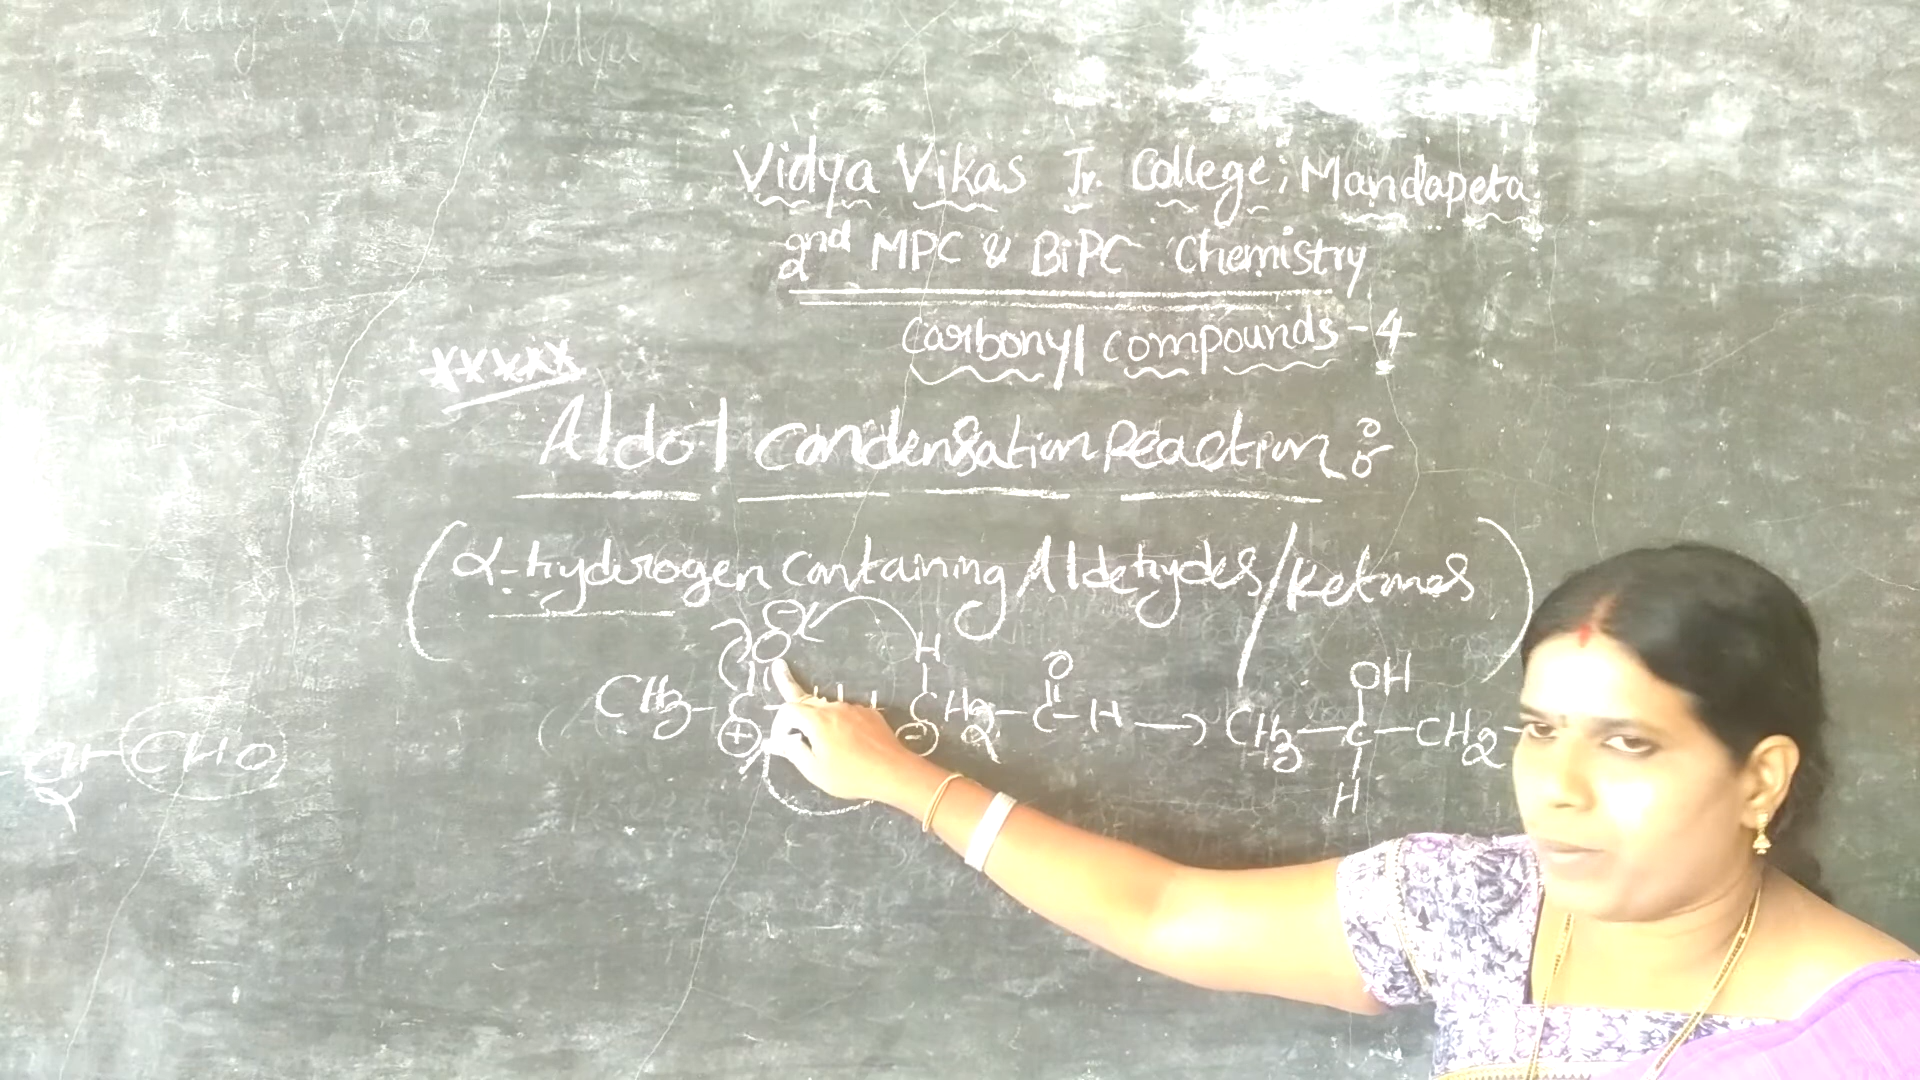 Vidya Vikas Jr. College; Mandapeta.
2nd MPC & BiPC Chemistry
Carbonyl compounds - 4
xxxxx
Aldol condensation Reaction :
(α-hydrogen containing Aldehydes/Ketones)
⊖ H O OH
O
CH3-C-H + CH2-C-H → CH3-C-CH2
⊕ ⊖ H
CHO